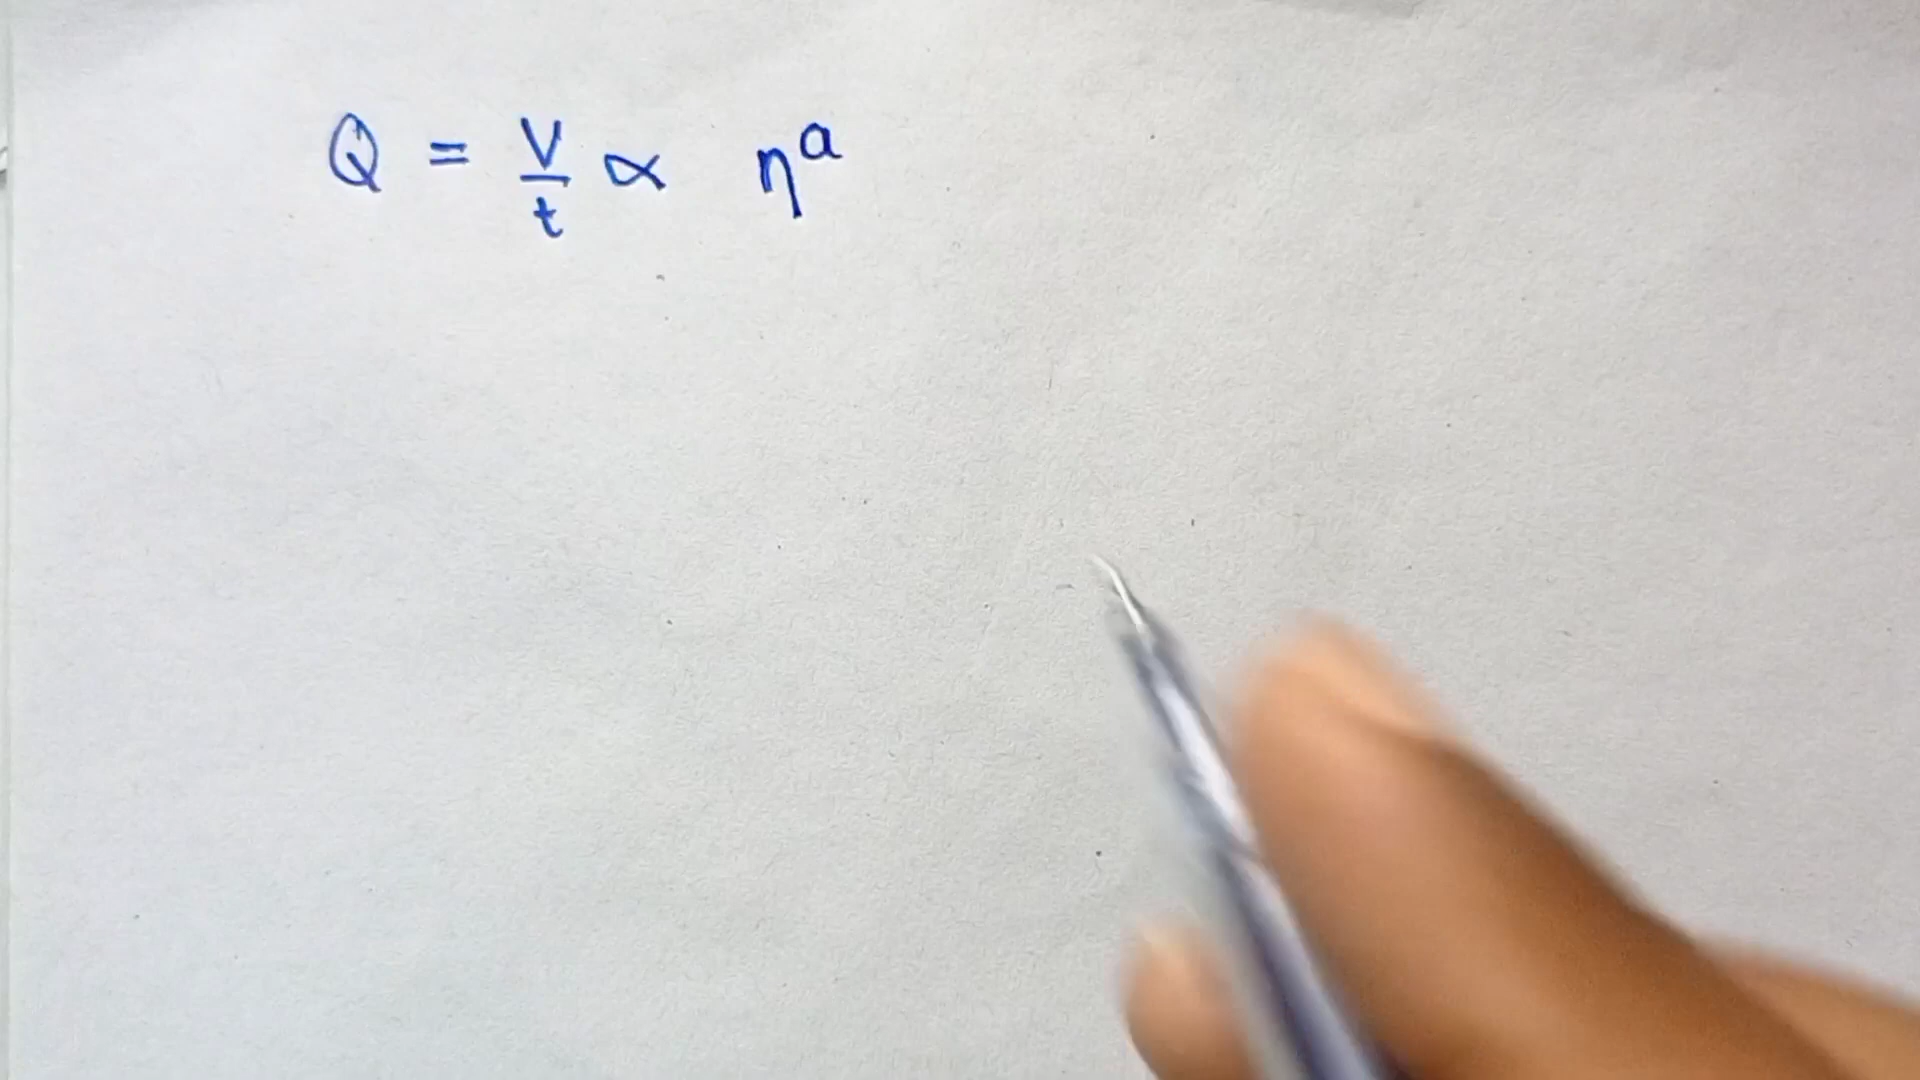 Q = V/t ∝ η^a